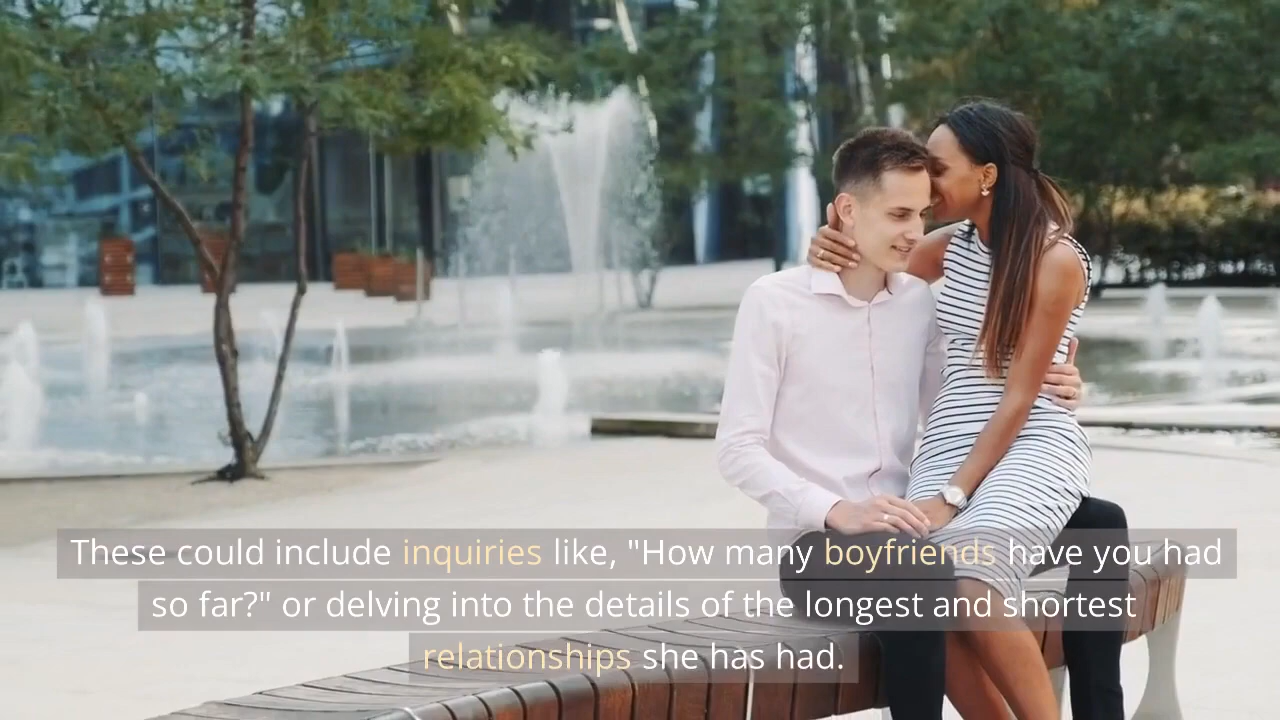 These could include inquiries like, "How many boyfriends have you had
so far?" or delving into the details of the longest and shortest
relationships she has had.